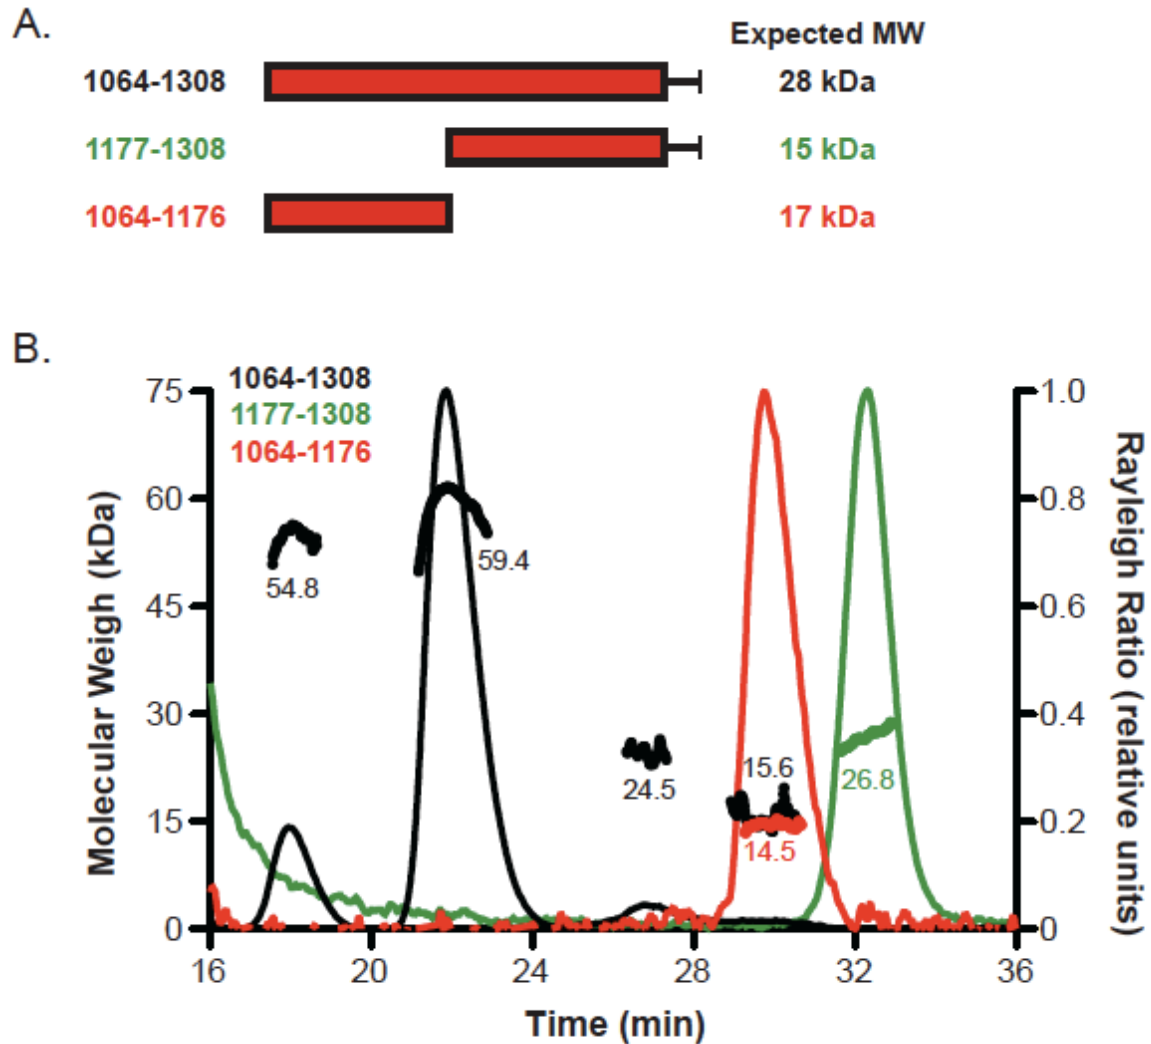 A.
Expected MW
1064-1308 28 kDa
1177-1308 15 kDa
1064-1176 17 kDa
B.
1064-1308
1177-1308
1064-1176
75
60
45
30
15
0
Molecular Weigh (kDa)
1.0
0.8
0.6
0.4
0.2
0
Rayleigh Ratio (relative units)
54.8
59.4
24.5
15.6
14.5
26.8
16 20 24 28 32 36
Time (min)